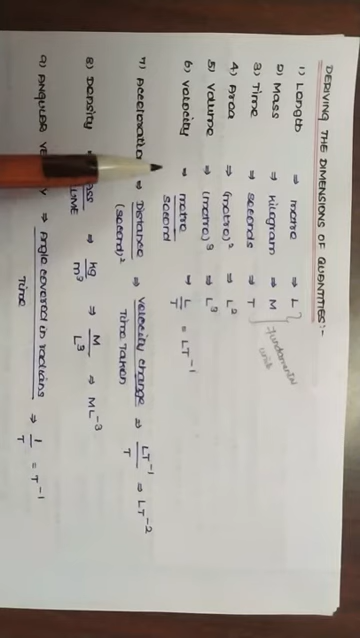 DERIVING THE DIMENSIONS OF QUANTITIES:-
1) Length ⇒ metre ⇒ L
2) Mass ⇒ kilogram ⇒ M } Fundamental units
3) Time ⇒ seconds ⇒ T
4) Area ⇒ (metre)² ⇒ L²
5) Volume ⇒ (metre)³ ⇒ L³
6) Velocity ⇒ metre/second ⇒ L/T = LT⁻¹
7) Acceleration ⇒ Distance/(second)² ⇒ velocity change/Time Taken ⇒ LT⁻¹/T ⇒ LT⁻²
8) Density ⇒ kg/m³ ⇒ M/L³ ⇒ ML⁻³
9) ANGULAR ⇒ Angle covered in radians/Time ⇒ 1/T = T⁻¹